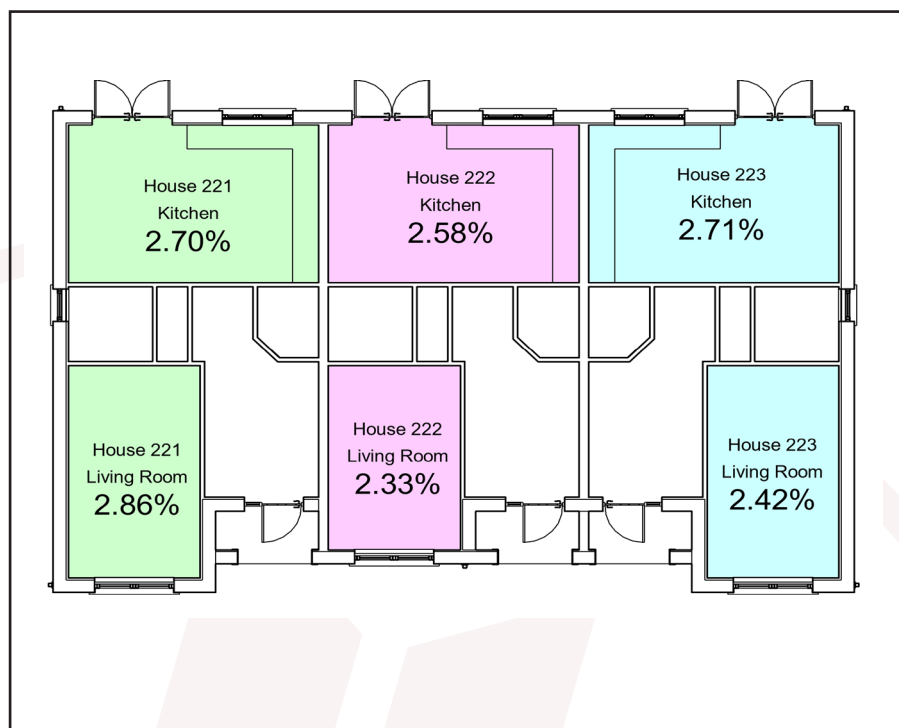 House 221
Kitchen
2.70%
House 222
Kitchen
2.58%
House 223
Kitchen
2.71%
House 221
Living Room
2.86%
House 222
Living Room
2.33%
House 223
Living Room
2.42%